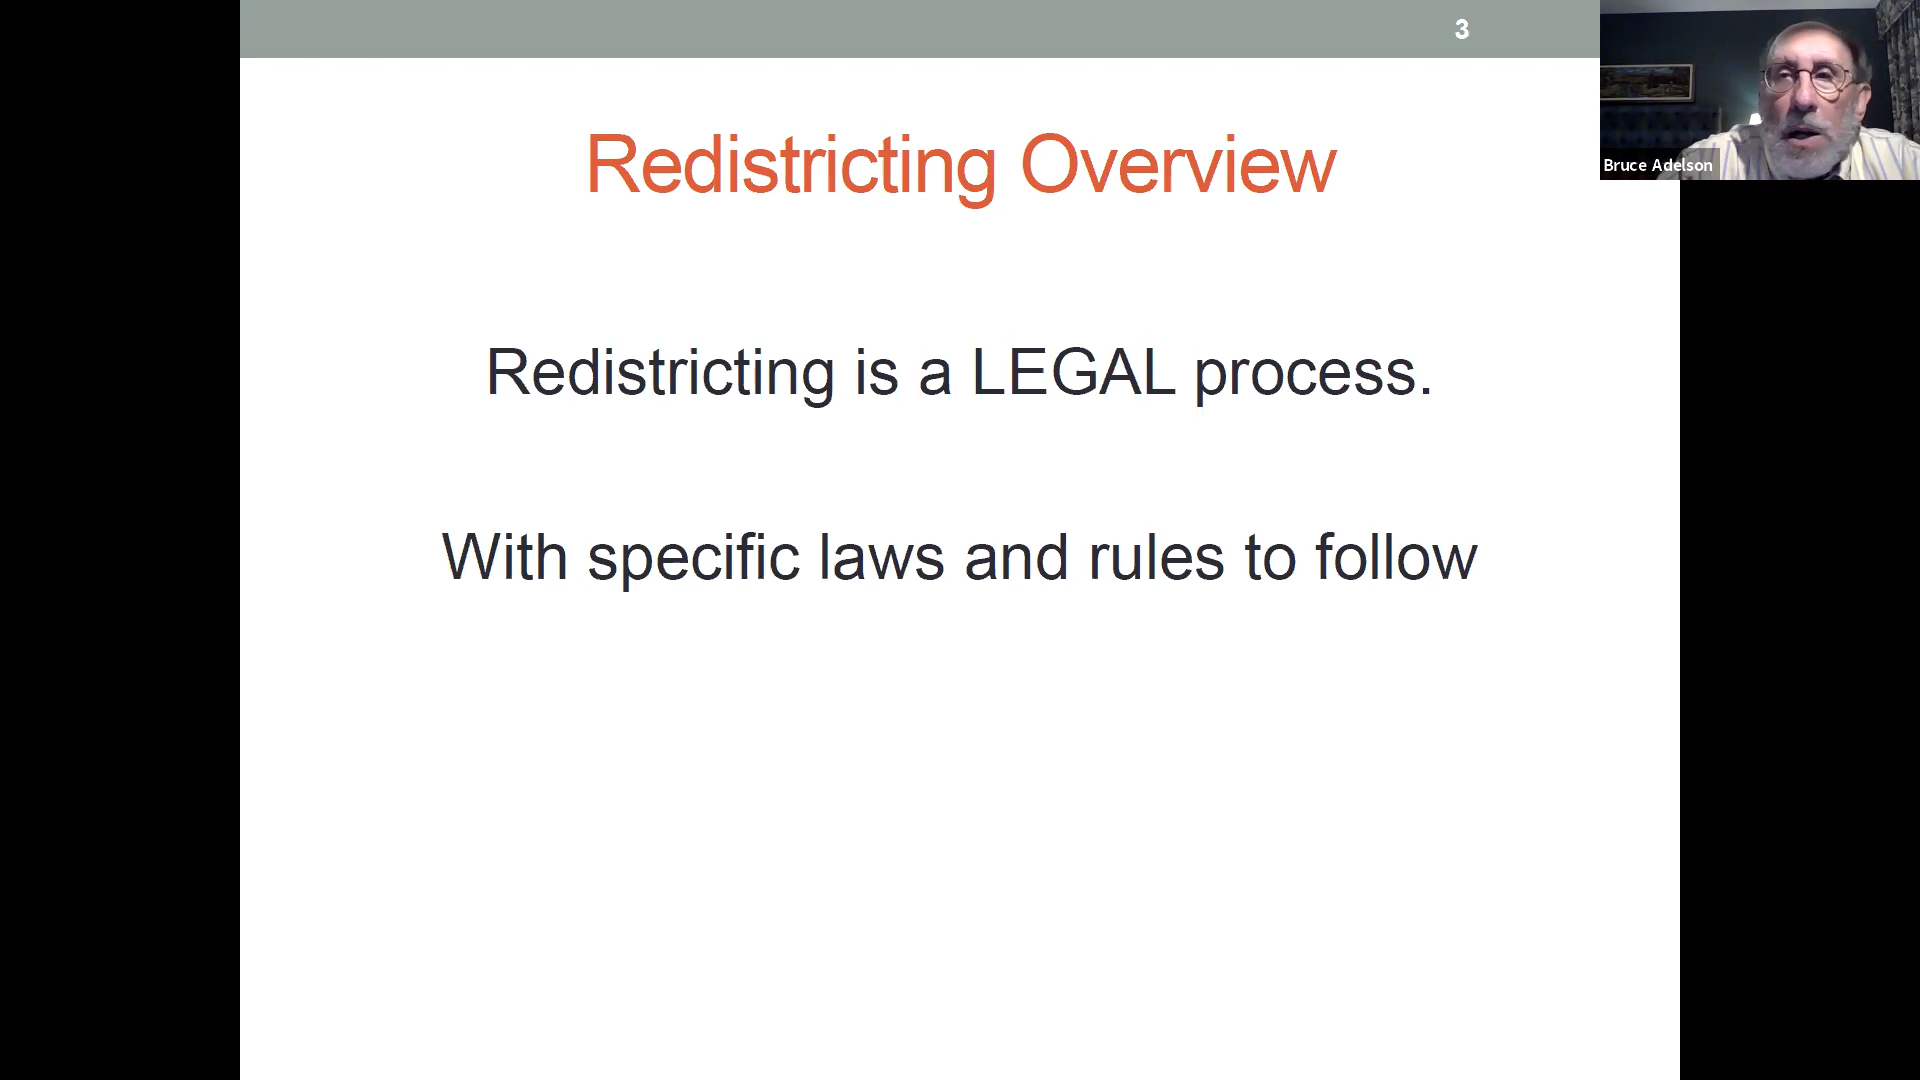 3
Redistricting Overview
Bruce Adelson
Redistricting is a LEGAL process.
With specific laws and rules to follow